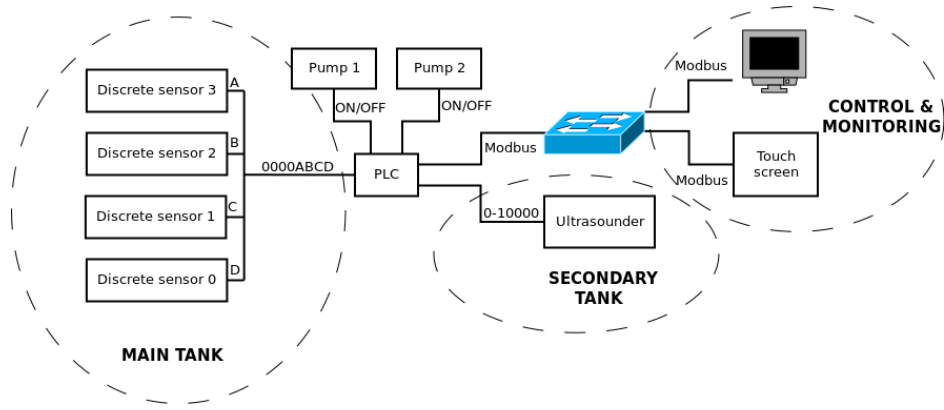 Discrete sensor 3
A
Discrete sensor 2
B
Discrete sensor 1
C
Discrete sensor 0
D
MAIN TANK
0000ABCD
Pump 1
ON/OFF
Pump 2
ON/OFF
PLC
Modbus
0-10000
Ultrasounder
SECONDARY
TANK
Modbus
CONTROL &
MONITORING
Modbus
Touch
screen